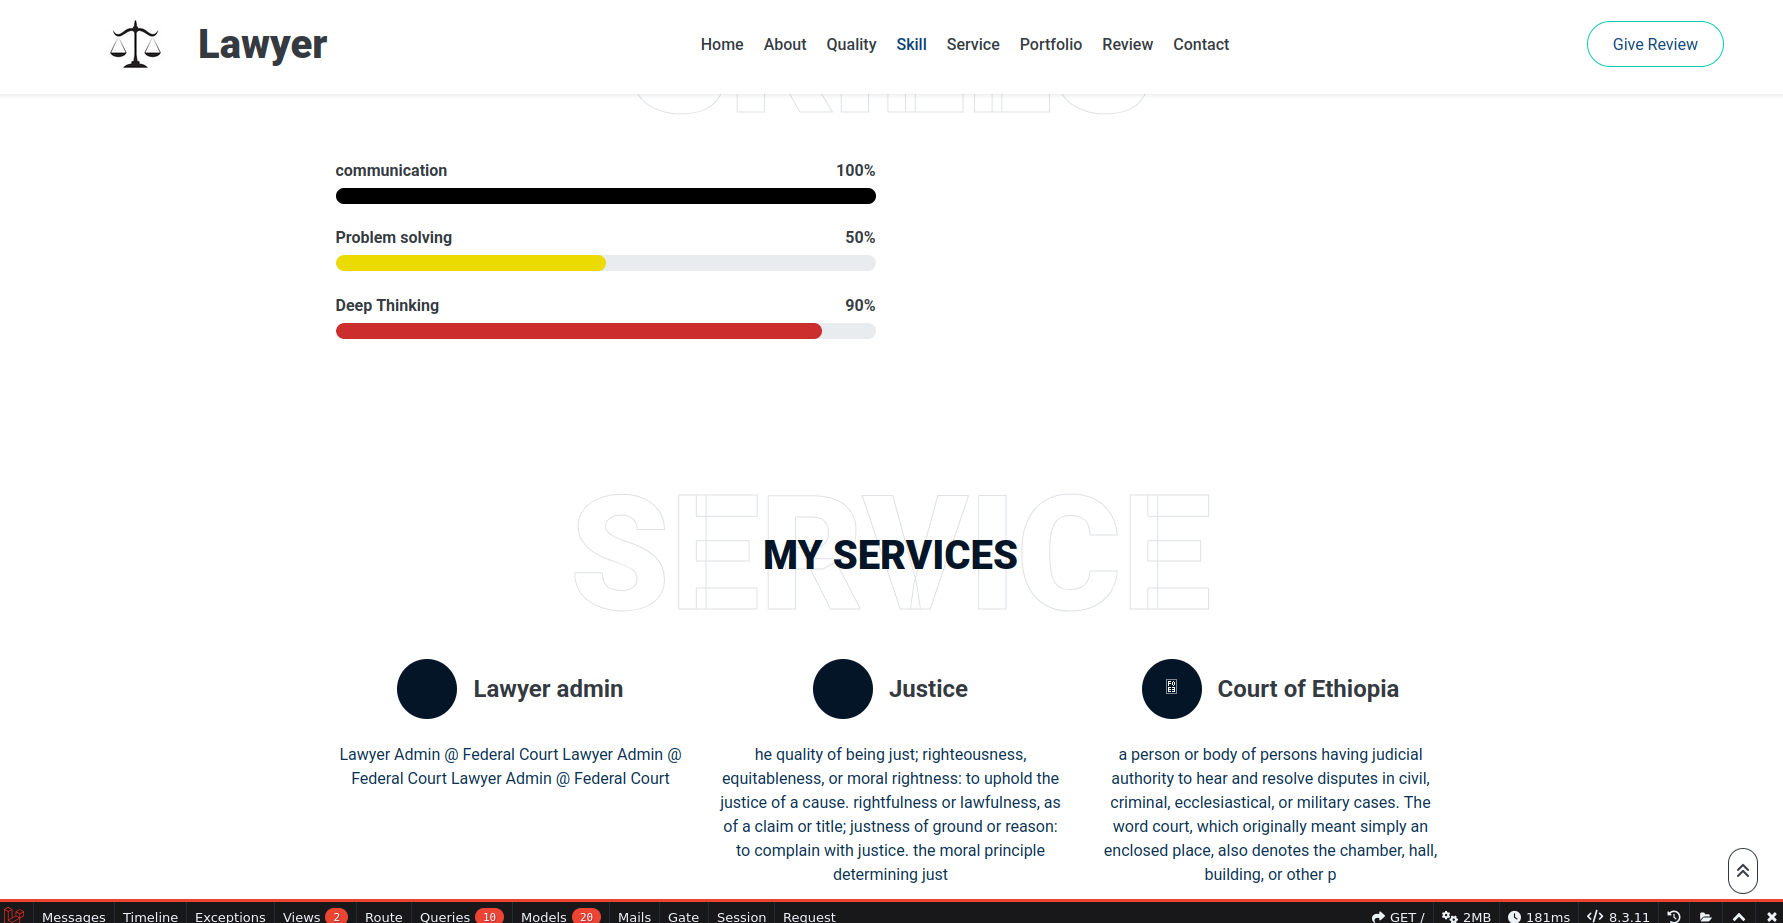 Lawyer
Home About Quality Skill Service Portfolio Review Contact
Give Review
SKILLS
communication 100%
Problem solving 50%
Deep Thinking 90%
SERVICE
MY SERVICES
Lawyer admin
Lawyer Admin @ Federal Court Lawyer Admin @
Federal Court Lawyer Admin @ Federal Court
Justice
he quality of being just; righteousness,
equitableness, or moral rightness: to uphold the
justice of a cause. rightfulness or lawfulness, as
of a claim or title; justness of ground or reason:
to complain with justice. the moral principle
determining just
Court of Ethiopia
a person or body of persons having judicial
authority to hear and resolve disputes in civil,
criminal, ecclesiastical, or military cases. The
word court, which originally meant simply an
enclosed place, also denotes the chamber, hall,
building, or other p
Messages Timeline Exceptions Views 2 Route Queries 10 Models 20 Mails Gate Session Request GET / 2MB 181ms 8.3.11